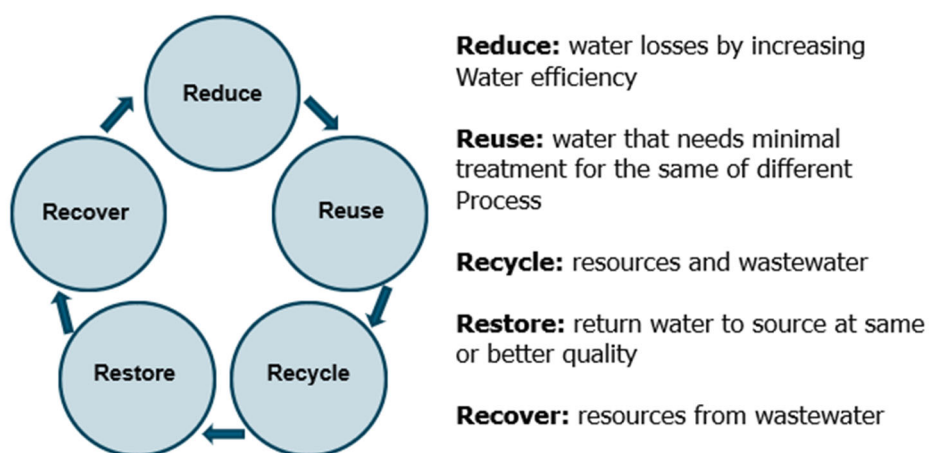 Reduce
Reuse
Recycle
Restore
Recover
Reduce: water losses by increasing
Water efficiency
Reuse: water that needs minimal
treatment for the same of different
Process
Recycle: resources and wastewater
Restore: return water to source at same
or better quality
Recover: resources from wastewater